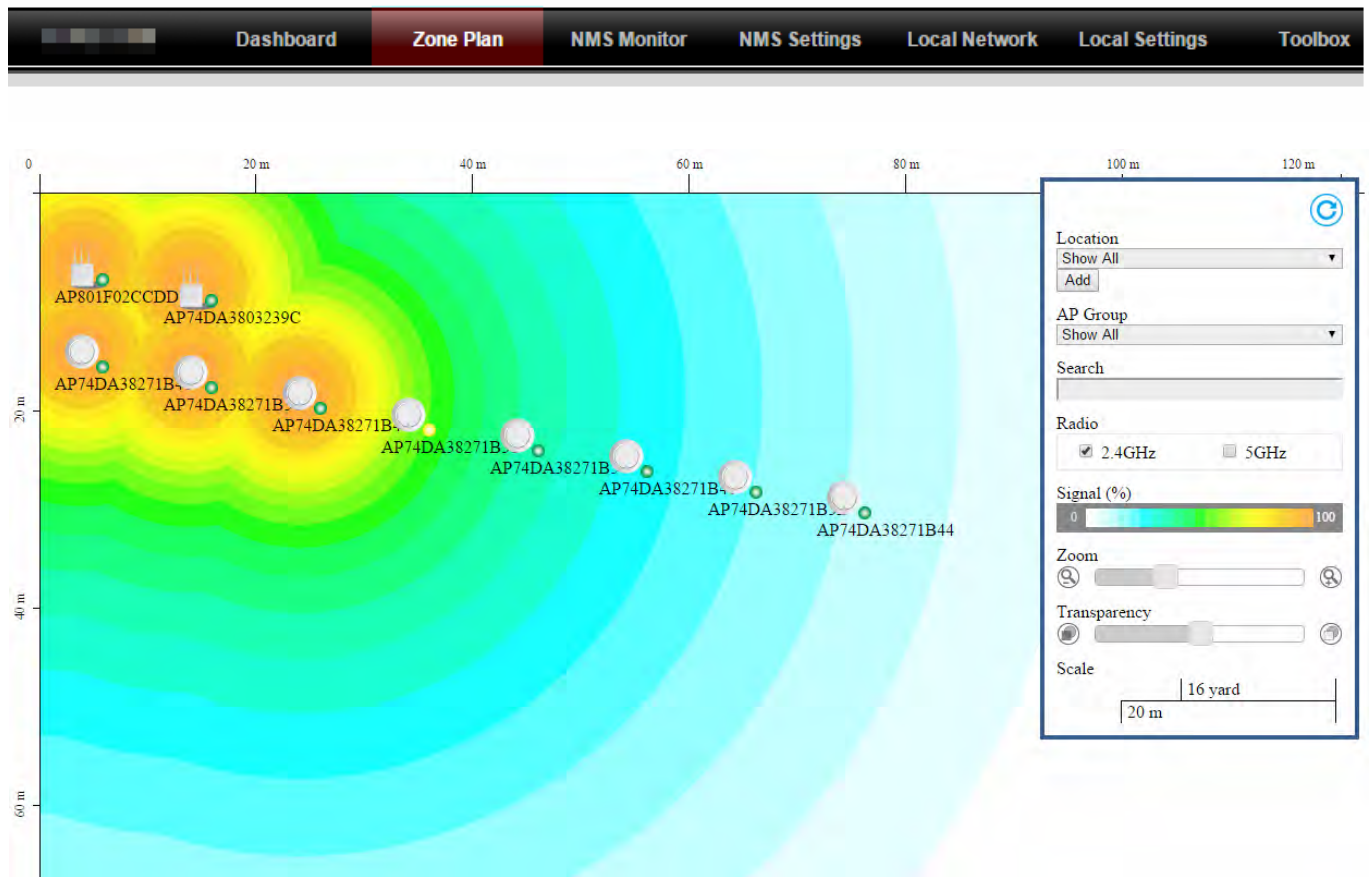 Dashboard Zone Plan NMS Monitor NMS Settings Local Network Local Settings Toolbox
0 20 m 40 m 60 m 80 m 100 m 120 m
Location
Show All
Add
AP Group
Show All
Search
Radio
2.4GHz 5GHz
Signal (%)
0 100
Zoom
Transparency
Scale
16 yard
20 m
AP801F02CCDD
AP74DA3803239C
AP74DA38271B44
20 m
40 m
60 m